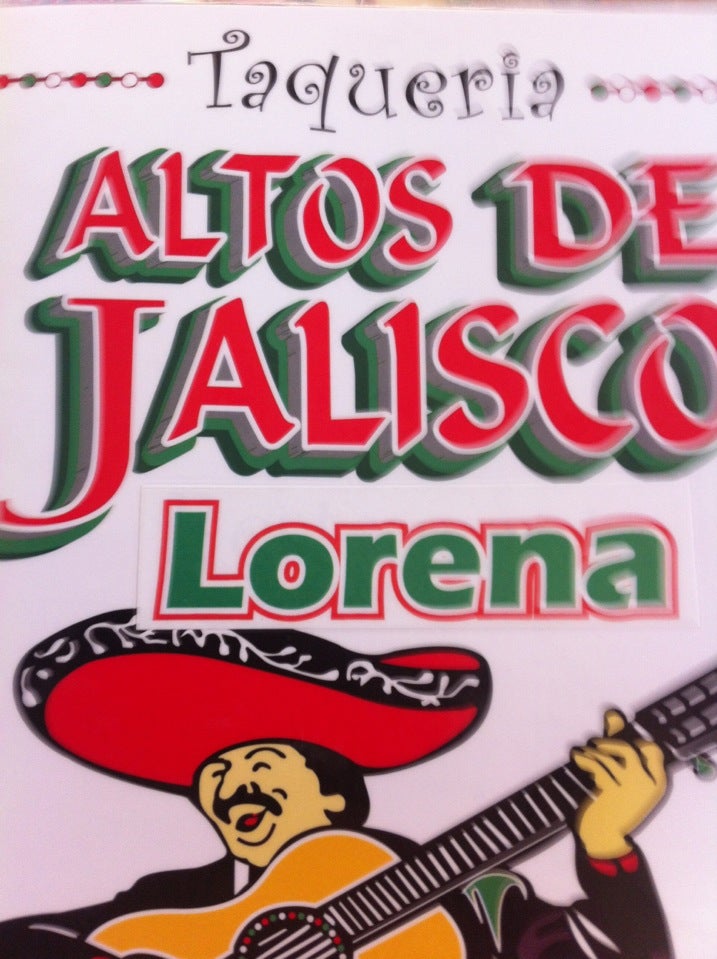 Taqueria
ALTOS DE
JALISCO
Lorena